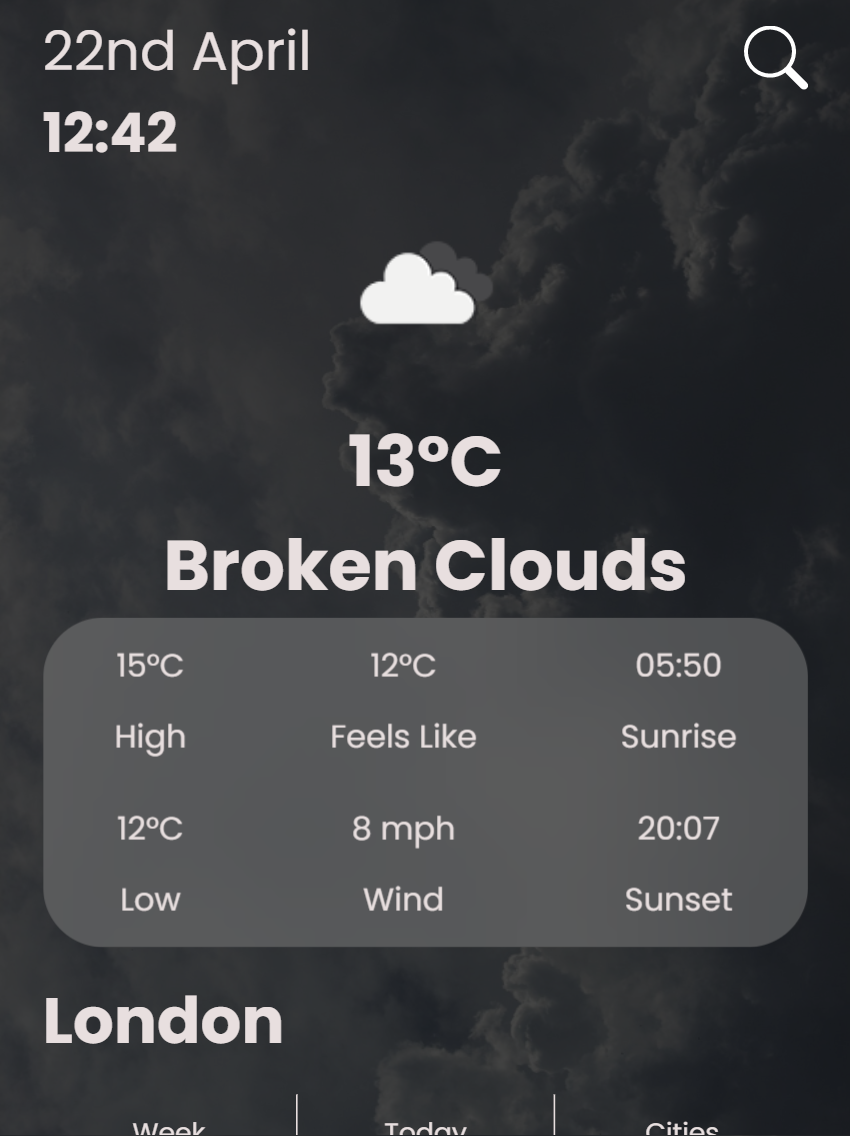 22nd April
12:42
13°C
Broken Clouds
15°C 12°C 05:50
High Feels Like Sunrise
12°C 8 mph 20:07
Low Wind Sunset
London
Week Today Cities